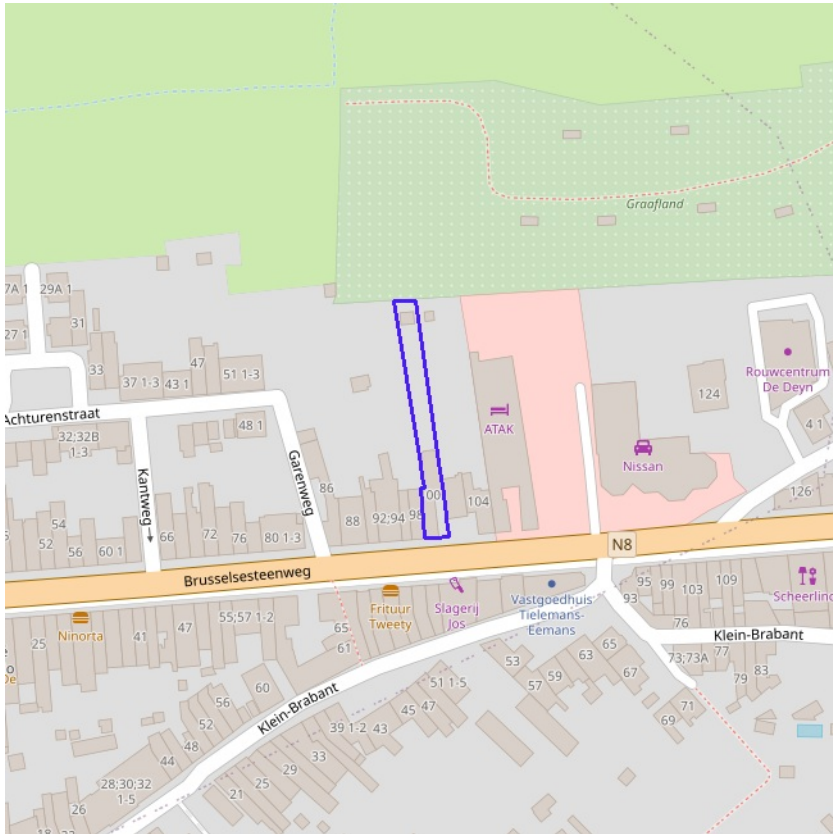 Graafland
7A 1
29A 1
27 1
31
33
37 1-3
43 1
47
51 1-3
Achturenstraat
32;32B
1-3
48 1
Kantweg
Garenweg
ATAK
Nissan
124
Rouwcentrum
De Deyn
4 1
126
54
52
56
60 1
66
72
76
80 1-3
86
88
92;94
98
104
N8
Brusselsesteenweg
Ninorta
25
41
47
55;57 1-2
65
61
Frituur
Tweety
Slagerij
Jos
Vastgoedhuis
Tielemans-
Eemans
95
99
103
109
93
76
Klein-Brabant
73;73A
77
79
83
71
69
53
57
59
63
65
67
51 1-5
45
47
39 1-2
43
33
29
25
21
Klein-Brabant
60
56
52
48
44
28;30;32
1-5
26